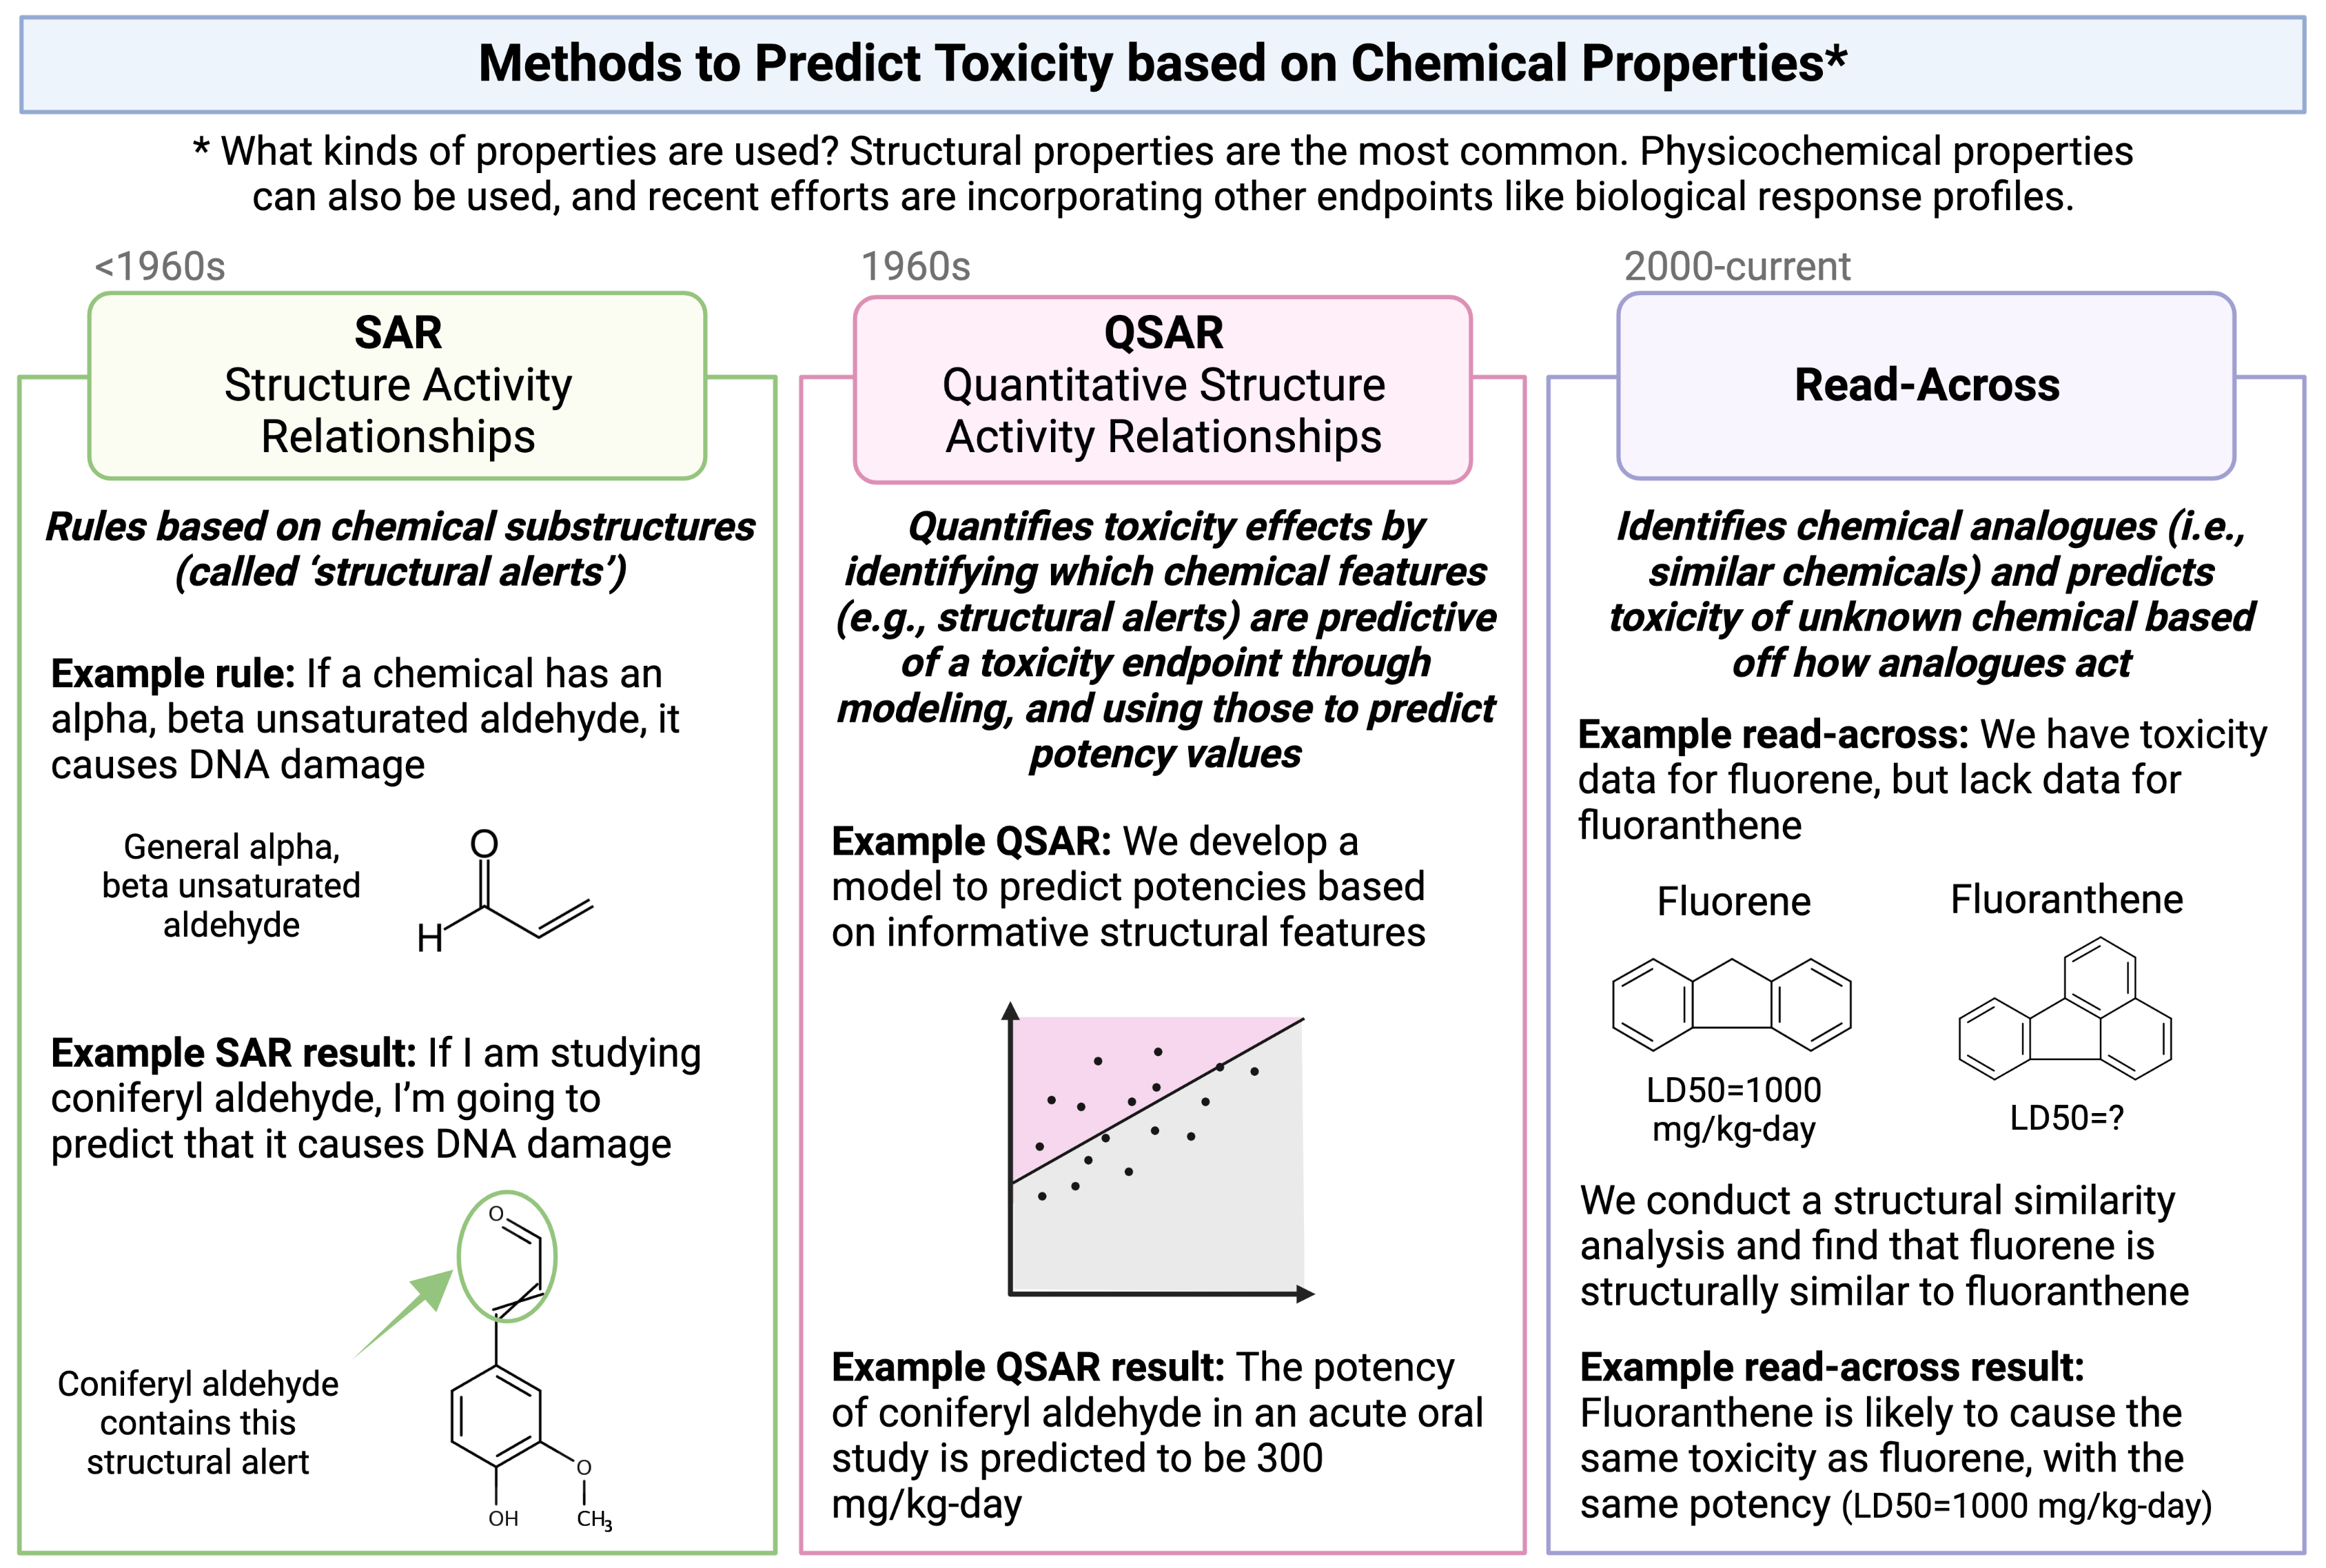 Methods to Predict Toxicity based on Chemical Properties*
* What kinds of properties are used? Structural properties are the most common. Physicochemical properties
can also be used, and recent efforts are incorporating other endpoints like biological response profiles.
<1960s
SAR
Structure Activity
Relationships
Rules based on chemical substructures
(called ‘structural alerts’)
Example rule: If a chemical has an
alpha, beta unsaturated aldehyde, it
causes DNA damage
General alpha,
beta unsaturated
aldehyde
O
H
Example SAR result: If I am studying
coniferyl aldehyde, I’m going to
predict that it causes DNA damage
O
Coniferyl aldehyde
contains this
structural alert
O
OH
CH3
1960s
QSAR
Quantitative Structure
Activity Relationships
Quantifies toxicity effects by
identifying which chemical features
(e.g., structural alerts) are predictive
of a toxicity endpoint through
modeling, and using those to predict
potency values
Example QSAR: We develop a
model to predict potencies based
on informative structural features
Example QSAR result: The potency
of coniferyl aldehyde in an acute oral
study is predicted to be 300
mg/kg-day
2000-current
Read-Across
Identifies chemical analogues (i.e.,
similar chemicals) and predicts
toxicity of unknown chemical based
off how analogues act
Example read-across: We have toxicity
data for fluorene, but lack data for
fluoranthene
Fluorene
LD50=1000
mg/kg-day
Fluoranthene
LD50=?
We conduct a structural similarity
analysis and find that fluorene is
structurally similar to fluoranthene
Example read-across result:
Fluoranthene is likely to cause the
same toxicity as fluorene, with the
same potency (LD50=1000 mg/kg-day)